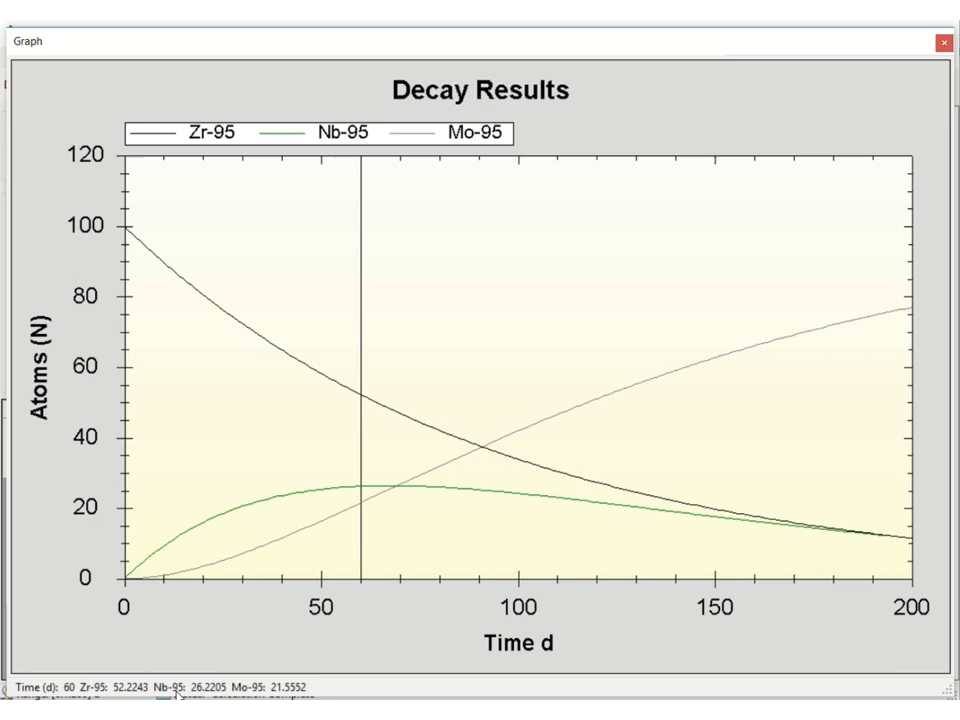 Graph
Decay Results
Zr-95 Nb-95 Mo-95
120
100
80
60
40
20
0
Atoms (N)
0 50 100 150 200
Time d
Time (d): 60 Zr-95: 52.2243 Nb-95: 26.2205 Mo-95: 21.5552